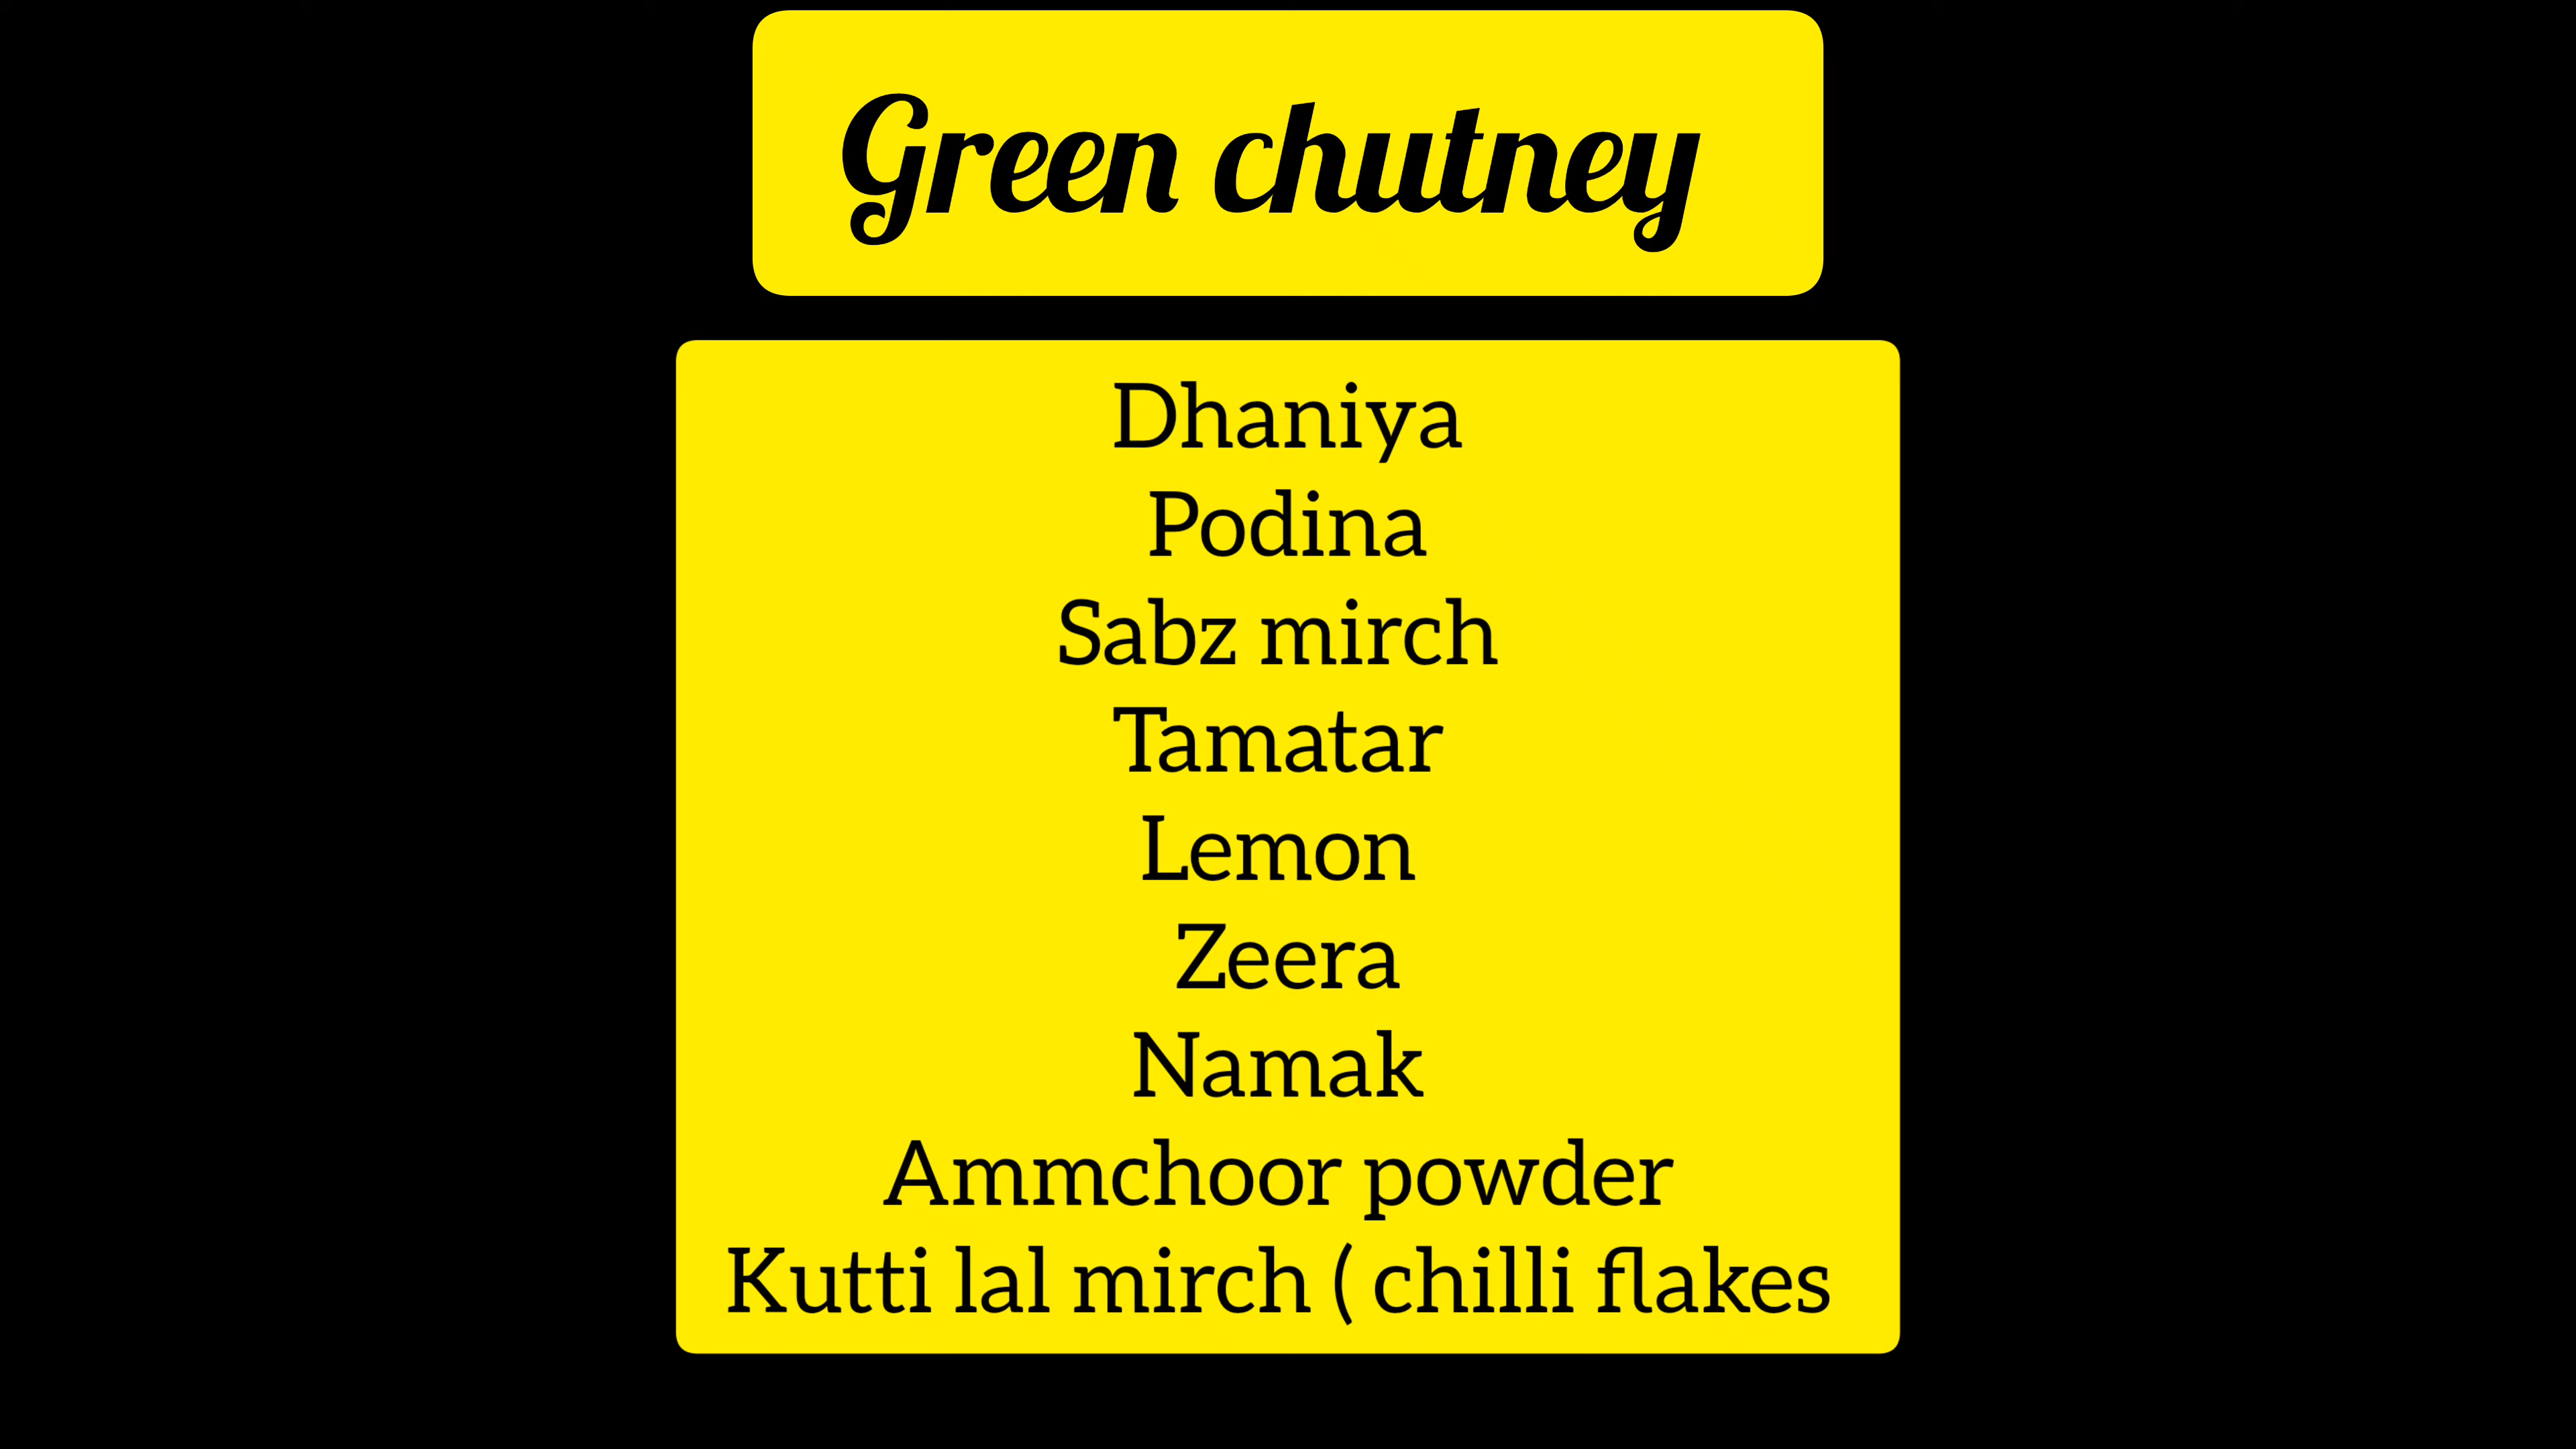 Green chutney
Dhaniya
Podina
Sabz mirch
Tamatar
Lemon
Zeera
Namak
Ammchoor powder
Kutti lal mirch ( chilli flakes